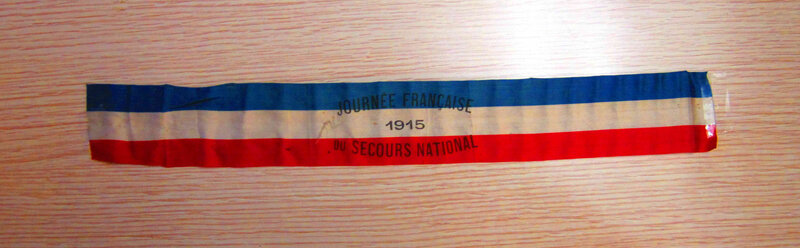 JOURNÉE FRANÇAISE
1915
DU SECOURS NATIONAL